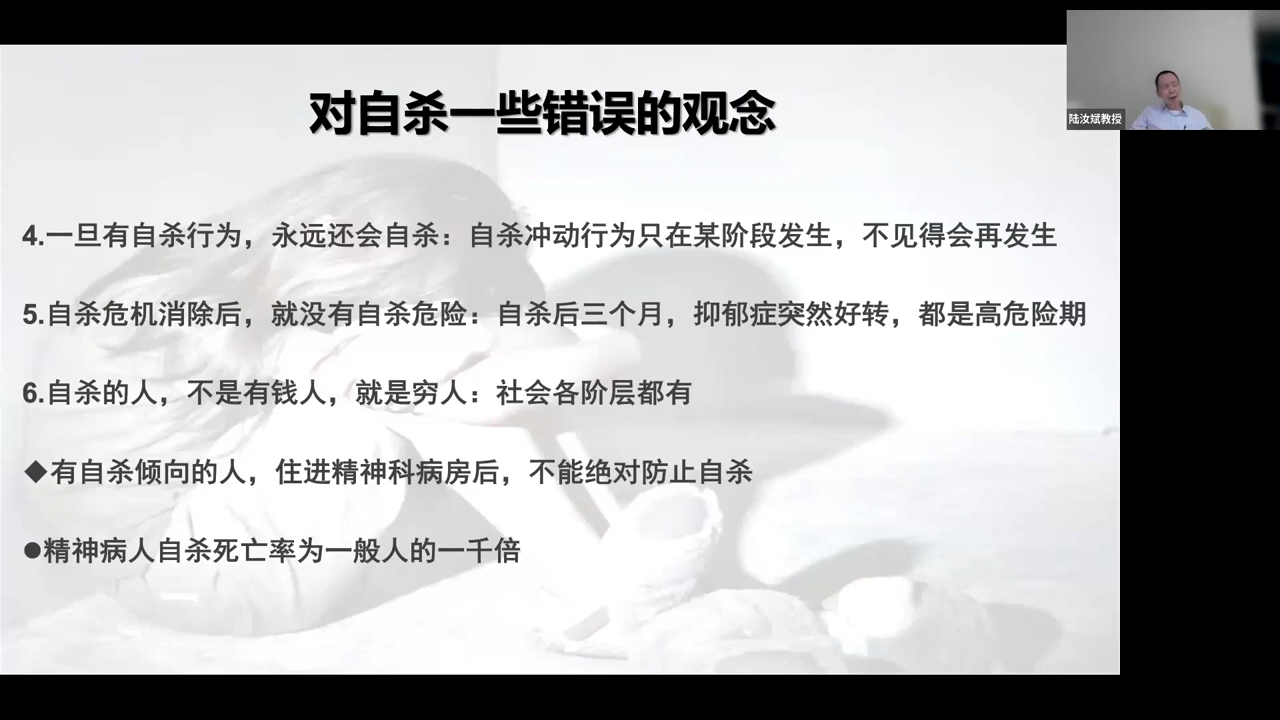 对自杀一些错误的观念
陆汝斌教授
4.一旦有自杀行为，永远还会自杀：自杀冲动行为只在某阶段发生，不见得会再发生
5.自杀危机消除后，就没有自杀危险：自杀后三个月，抑郁症突然好转，都是高危险期
6.自杀的人，不是有钱人，就是穷人：社会各阶层都有
◆有自杀倾向的人，住进精神科病房后，不能绝对防止自杀
●精神病人自杀死亡率为一般人的一千倍